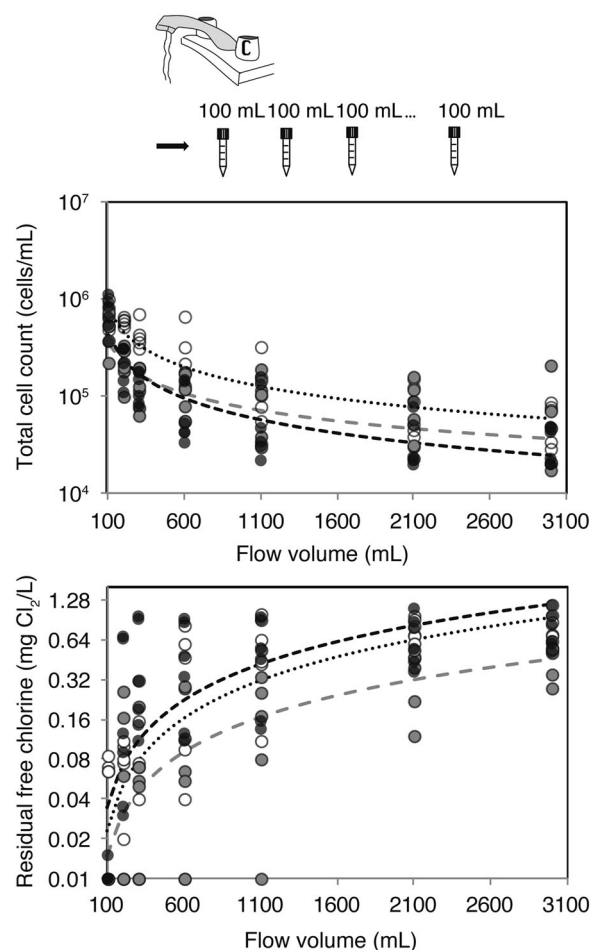 C
100 mL 100 mL 100 mL... 100 mL
Total cell count (cells/mL)
10⁷
10⁶
10⁵
10⁴
100 600 1100 1600 2100 2600 3100
Flow volume (mL)
Residual free chlorine (mg Cl₂/L)
1.28
0.64
0.32
0.16
0.08
0.04
0.02
0.01
100 600 1100 1600 2100 2600 3100
Flow volume (mL)